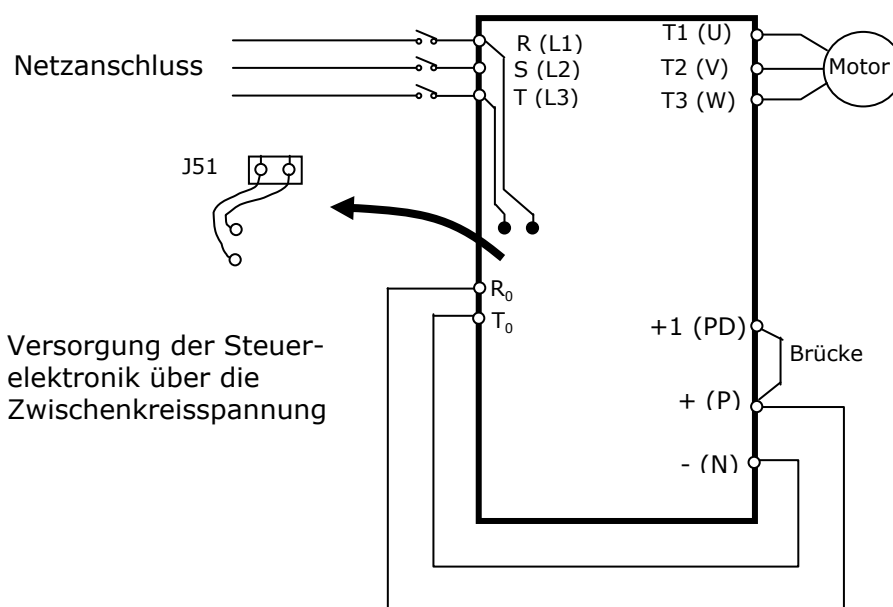 R (L1)
S (L2)
T (L3)
T1 (U)
T2 (V)
T3 (W)
Motor
Netzanschluss
J51
R₀
T₀
Versorgung der Steuer-
elektronik über die
Zwischenkreisspannung
+1 (PD)
Brücke
+ (P)
- (N)